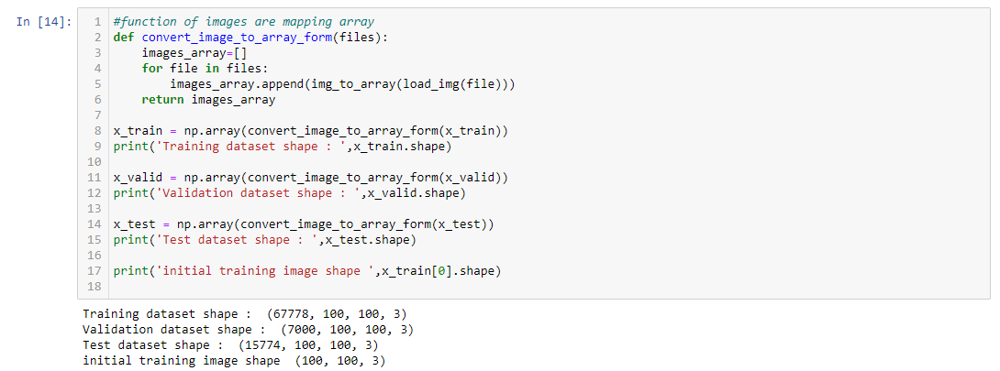 In [14]:
1 #function of images are mapping array
2 def convert_image_to_array_form(files):
3     images_array=[]
4     for file in files:
5         images_array.append(img_to_array(load_img(file)))
6     return images_array
7
8 x_train = np.array(convert_image_to_array_form(x_train))
9 print('Training dataset shape : ',x_train.shape)
10
11 x_valid = np.array(convert_image_to_array_form(x_valid))
12 print('Validation dataset shape : ',x_valid.shape)
13
14 x_test = np.array(convert_image_to_array_form(x_test))
15 print('Test dataset shape : ',x_test.shape)
16
17 print('initial training image shape ',x_train[0].shape)
18
Training dataset shape :  (67778, 100, 100, 3)
Validation dataset shape :  (7000, 100, 100, 3)
Test dataset shape :  (15774, 100, 100, 3)
initial training image shape  (100, 100, 3)